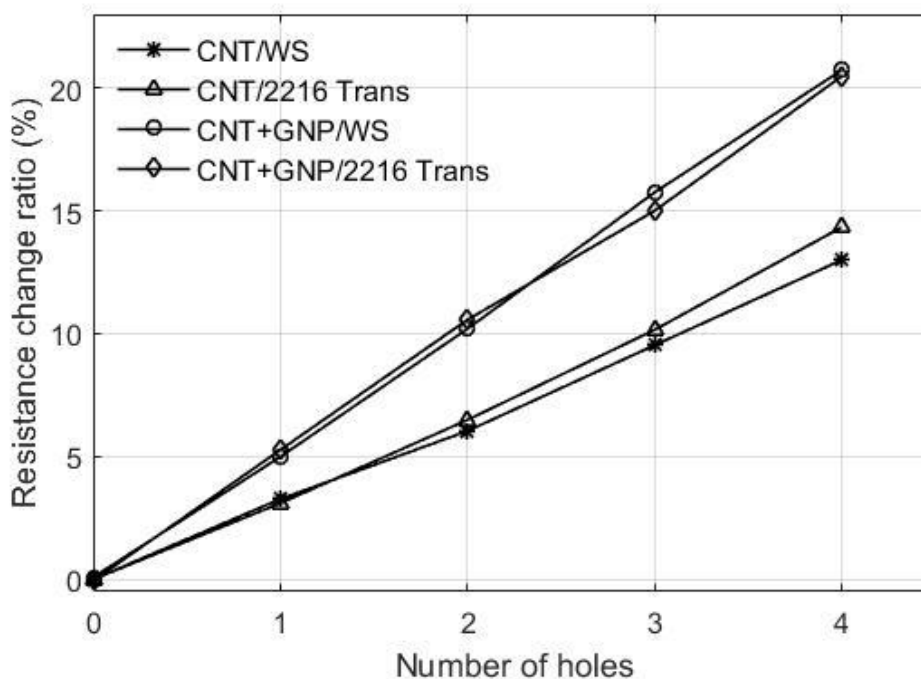 CNT/WS
CNT/2216 Trans
CNT+GNP/WS
CNT+GNP/2216 Trans
Resistance change ratio (%)
20
15
10
5
0
0 1 2 3 4
Number of holes